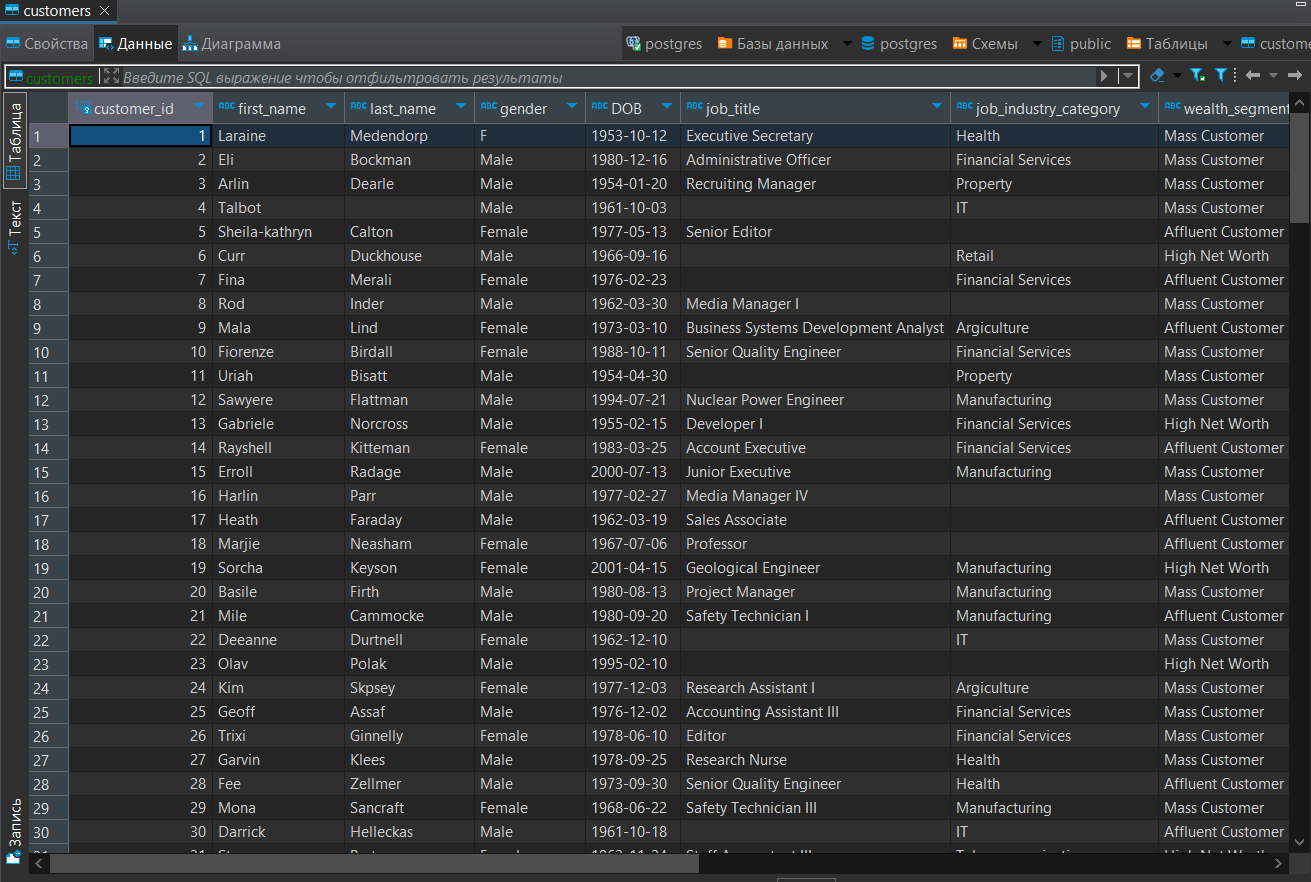 customers
Свойства Данные Диаграмма postgres Базы данных postgres Схемы public Таблицы custome
customers Введите SQL выражение чтобы отфильтровать результаты
Таблица
Текст
Запись
customer_id ABC first_name ABC last_name ABC gender ABC DOB ABC job_title ABC job_industry_category ABC wealth_segment
1 1 Laraine Medendorp F 1953-10-12 Executive Secretary Health Mass Customer
2 2 Eli Bockman Male 1980-12-16 Administrative Officer Financial Services Mass Customer
3 3 Arlin Dearle Male 1954-01-20 Recruiting Manager Property Mass Customer
4 4 Talbot Male 1961-10-03 IT Mass Customer
5 5 Sheila-kathryn Calton Female 1977-05-13 Senior Editor Affluent Customer
6 6 Curr Duckhouse Male 1966-09-16 Retail High Net Worth
7 7 Fina Merali Female 1976-02-23 Financial Services Affluent Customer
8 8 Rod Inder Male 1962-03-30 Media Manager I Mass Customer
9 9 Mala Lind Female 1973-03-10 Business Systems Development Analyst Argiculture Affluent Customer
10 10 Fiorenze Birdall Female 1988-10-11 Senior Quality Engineer Financial Services Mass Customer
11 11 Uriah Bisatt Male 1954-04-30 Property Mass Customer
12 12 Sawyere Flattman Male 1994-07-21 Nuclear Power Engineer Manufacturing Mass Customer
13 13 Gabriele Norcross Male 1955-02-15 Developer I Financial Services High Net Worth
14 14 Rayshell Kitteman Female 1983-03-25 Account Executive Financial Services Affluent Customer
15 15 Erroll Radage Male 2000-07-13 Junior Executive Manufacturing Mass Customer
16 16 Harlin Parr Male 1977-02-27 Media Manager IV Mass Customer
17 17 Heath Faraday Male 1962-03-19 Sales Associate Affluent Customer
18 18 Marjie Neasham Female 1967-07-06 Professor Affluent Customer
19 19 Sorcha Keyson Female 2001-04-15 Geological Engineer Manufacturing High Net Worth
20 20 Basile Firth Male 1980-08-13 Project Manager Manufacturing Mass Customer
21 21 Mile Cammocke Male 1980-09-20 Safety Technician I Manufacturing Affluent Customer
22 22 Deeanne Durtnell Female 1962-12-10 IT Mass Customer
23 23 Olav Polak Male 1995-02-10 High Net Worth
24 24 Kim Skpsey Female 1977-12-03 Research Assistant I Argiculture Mass Customer
25 25 Geoff Assaf Male 1976-12-02 Accounting Assistant III Financial Services Mass Customer
26 26 Trixi Ginnelly Female 1978-06-10 Editor Financial Services Mass Customer
27 27 Garvin Klees Male 1978-09-25 Research Nurse Health Mass Customer
28 28 Fee Zellmer Male 1973-09-30 Senior Quality Engineer Health Affluent Customer
29 29 Mona Sancraft Female 1968-06-22 Safety Technician III Manufacturing Mass Customer
30 30 Darrick Helleckas Male 1961-10-18 IT Affluent Customer